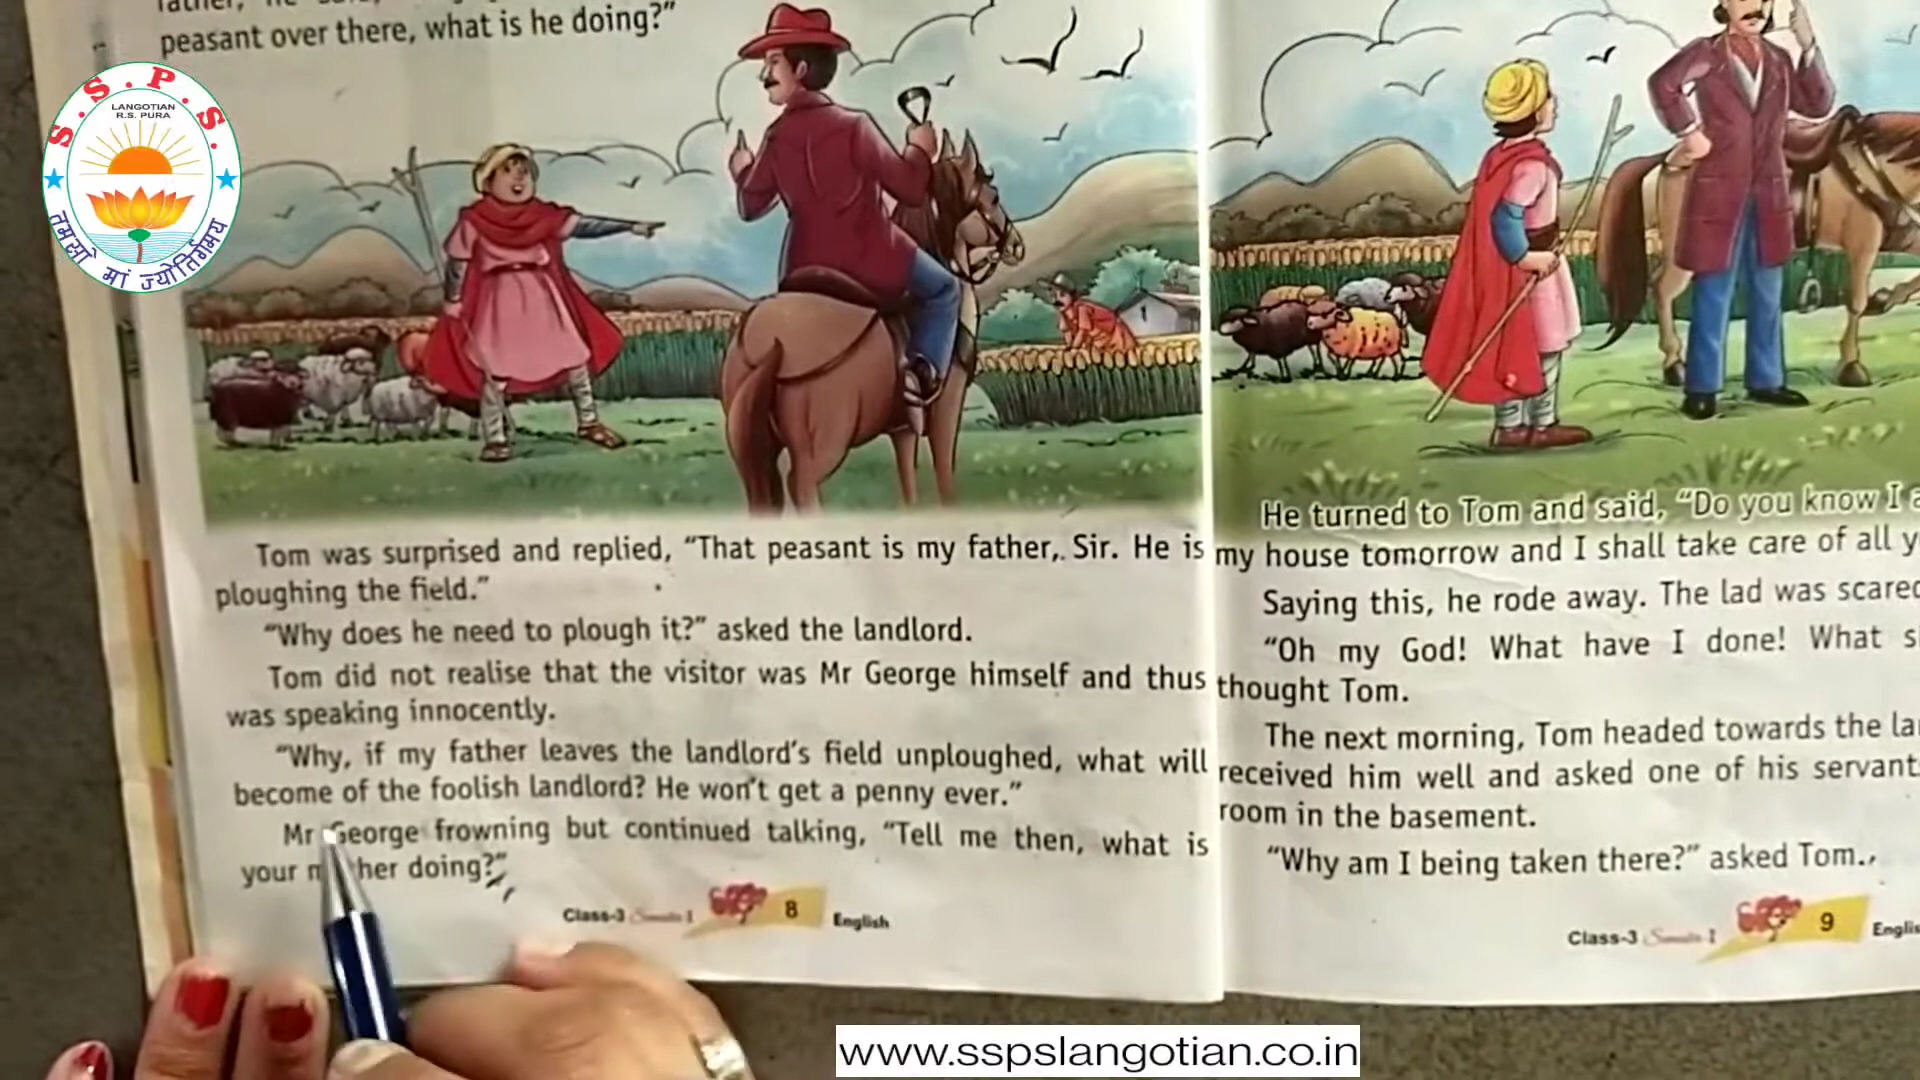 peasant over there, what is he doing?"
S.S.P.S.
LANGOTIAN
R.S. PURA
तमसो मां ज्योतिर्गमय
Tom was surprised and replied, "That peasant is my father,. Sir. He is
ploughing the field."
"Why does he need to plough it?" asked the landlord.
Tom did not realise that the visitor was Mr George himself and thus
was speaking innocently.
"Why, if my father leaves the landlord's field unploughed, what will
become of the foolish landlord? He won't get a penny ever."
Mr George frowning but continued talking, "Tell me then, what is
your doing?"
Class-3 8 English
He turned to Tom and said, "Do you know I
my house tomorrow and I shall take care of all
Saying this, he rode away. The lad was scared
"Oh my God! What have I done! What
thought Tom.
The next morning, Tom headed towards the
received him well and asked one of his servant
room in the basement.
"Why am I being taken there?" asked Tom.
Class-3 9
www.sspslangotian.co.in